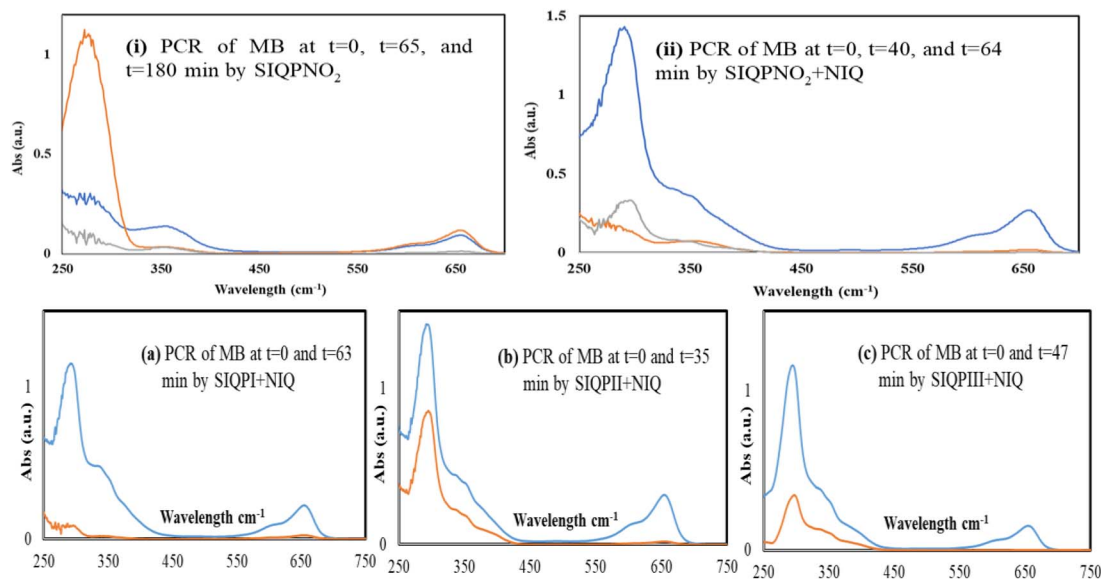 1
0.5
0
Abs (a.u.)
(i) PCR of MB at t=0, t=65, and
t=180 min by SIQPNO₂
250 350 450 550 650
Wavelength (cm⁻¹)
1.5
1
0.5
0
Abs (a.u.)
(ii) PCR of MB at t=0, t=40, and t=64
min by SIQPNO₂+NIQ
250 350 450 550 650
Wavelength (cm⁻¹)
1
0
Abs (a.u.)
(a) PCR of MB at t=0 and t=63
min by SIQPI+NIQ
Wavelength cm⁻¹
250 350 450 550 650 750
1
0
Abs (a.u.)
(b) PCR of MB at t=0 and t=35
min by SIQPII+NIQ
Wavelength cm⁻¹
250 350 450 550 650 750
1
0
Abs (a.u.)
(c) PCR of MB at t=0 and t=47
min by SIQPIII+NIQ
Wavelength cm⁻¹
250 350 450 550 650 750